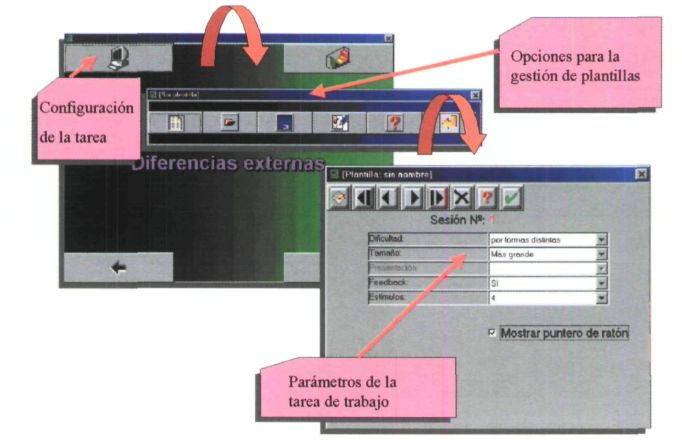 Opciones para la
gestión de plantillas
Configuración
de la tarea
Diferencias externas
[Plantilla: sin nombre]
Sesión Nº: 1
Dificultad: por formas distintas
Tamaño: Más grande
Presentación:
Feedback: SI
Estímulos: 4
Mostrar puntero de ratón
Parámetros de la
tarea de trabajo